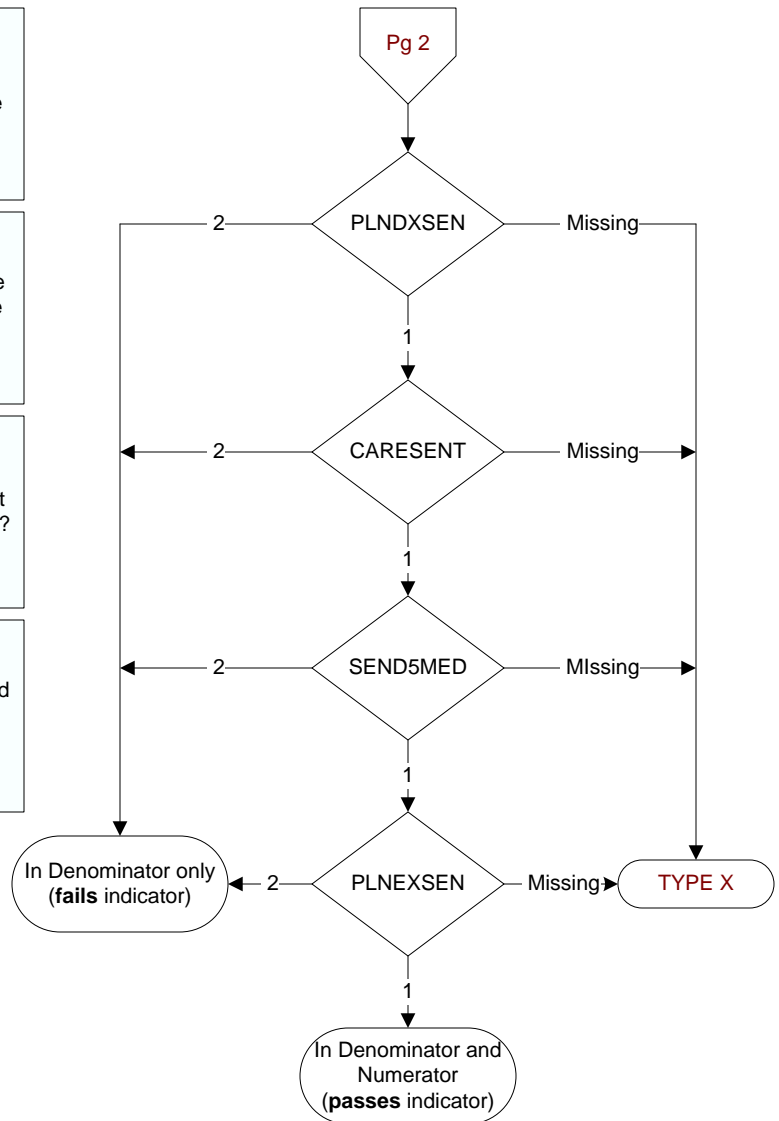 Pg 2
2
PLNDXSEN
Missing
1
2
CARESENT
Missing
1
?
2
SEND5MED
MIssing
1
In Denominator only
(fails indicator)
2
PLNEXSEN
Missing
TYPE X
1
In Denominator and
Numerator
(passes indicator)